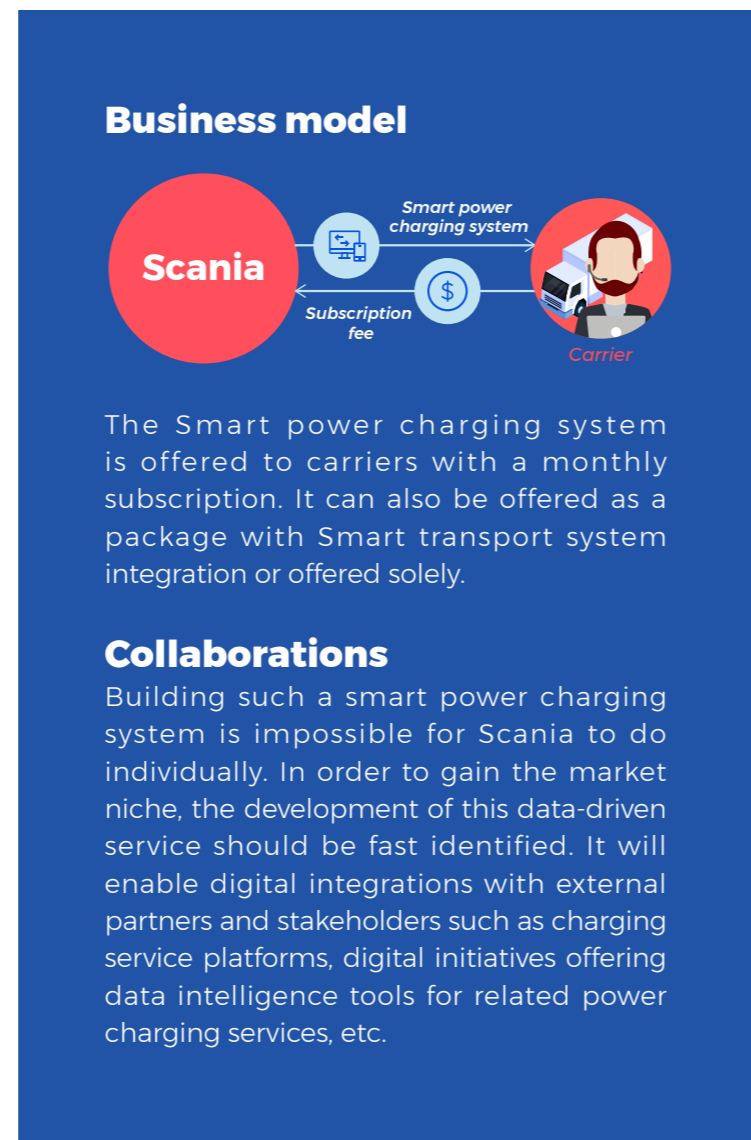 Business model
Smart power
charging system
Scania
$
Subscription
fee
Carrier
The Smart power charging system
is offered to carriers with a monthly
subscription. It can also be offered as a
package with Smart transport system
integration or offered solely.
Collaborations
Building such a smart power charging
system is impossible for Scania to do
individually. In order to gain the market
niche, the development of this data-driven
service should be fast identified. It will
enable digital integrations with external
partners and stakeholders such as charging
service platforms, digital initiatives offering
data intelligence tools for related power
charging services, etc.